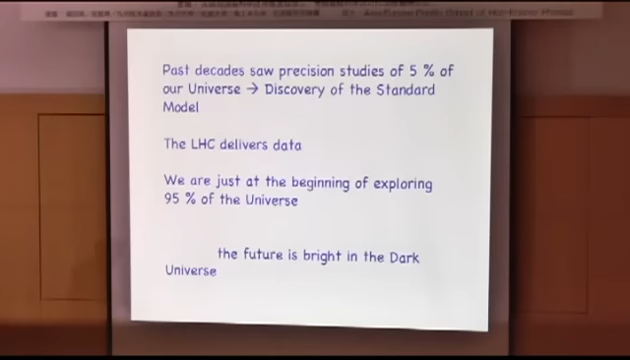 Past decades saw precision studies of 5 % of
our Universe → Discovery of the Standard
Model
The LHC delivers data
We are just at the beginning of exploring
95 % of the Universe
the future is bright in the Dark
Universe